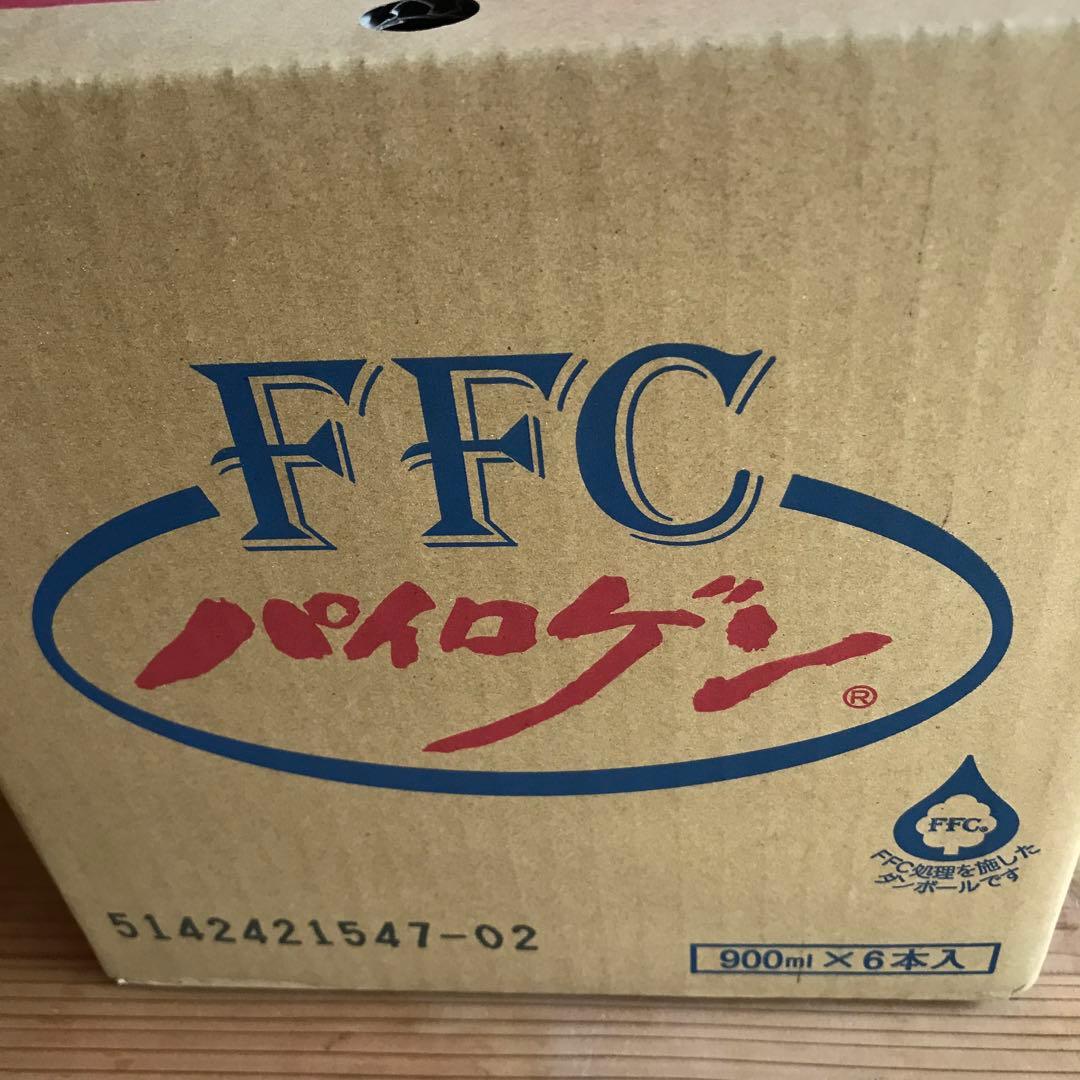 FFC
パイロゲン®
FFC®
FFC処理を施した
ダンボールです
5142421547-02
900ml×6本入